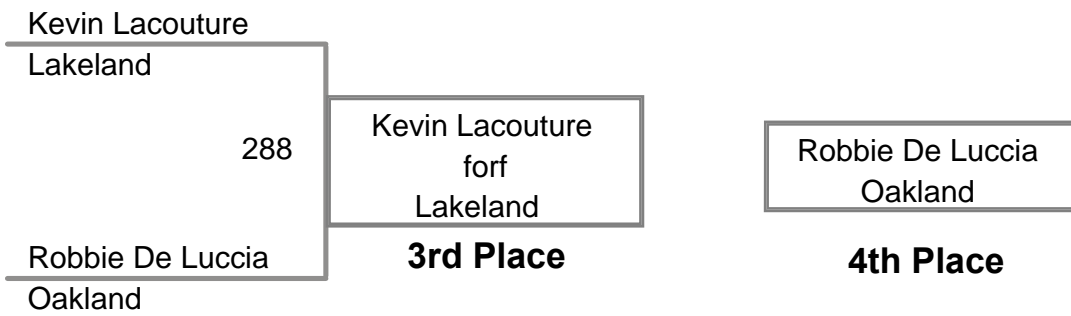 Kevin Lacouture
Lakeland
288
Kevin Lacouture
forf
Lakeland
3rd Place
Robbie De Luccia
Oakland
4th Place
Robbie De Luccia
Oakland